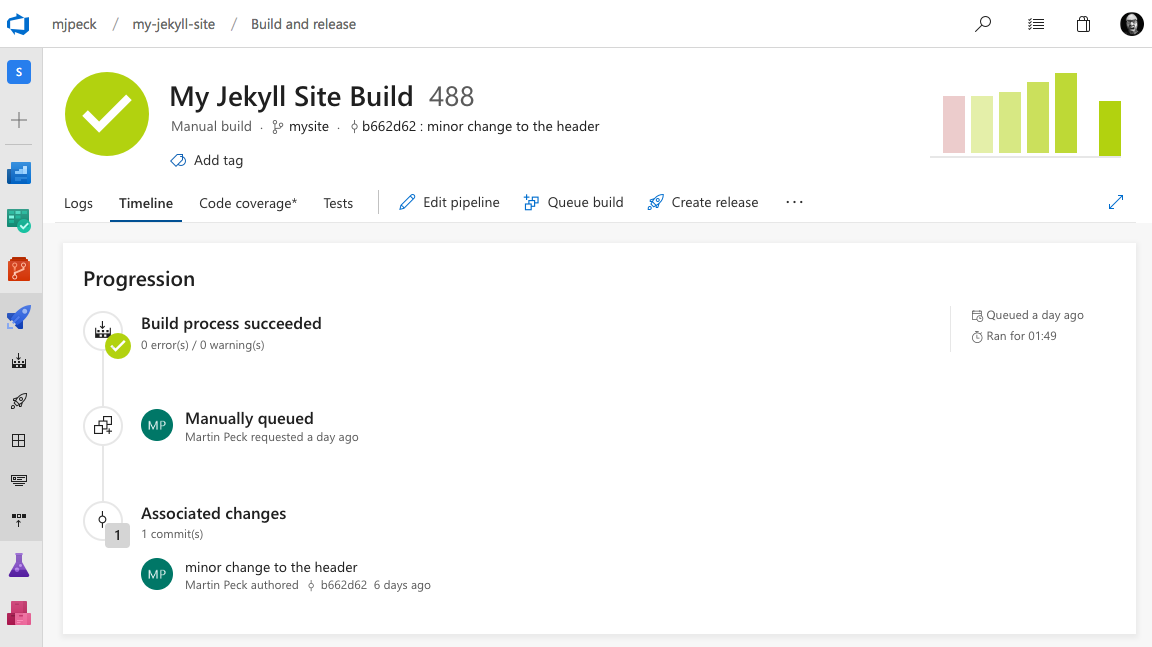 mjpeck / my-jekyll-site / Build and release
S
My Jekyll Site Build 488
Manual build · mysite · b662d62 : minor change to the header
Add tag
Logs Timeline Code coverage* Tests Edit pipeline Queue build Create release ···
Progression
Build process succeeded
0 error(s) / 0 warning(s)
Queued a day ago
Ran for 01:49
MP
Manually queued
Martin Peck requested a day ago
Associated changes
1
1 commit(s)
MP
minor change to the header
Martin Peck authored b662d62 6 days ago